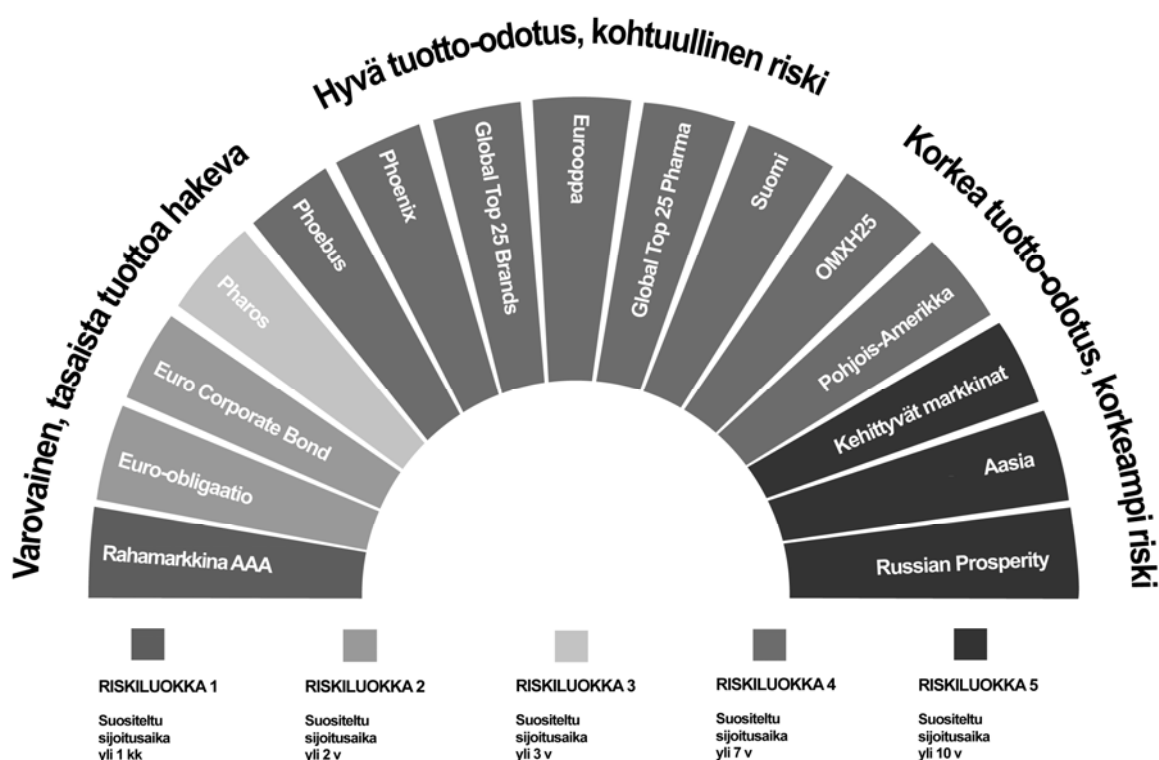 Varovainen, tasaista tuottoa hakeva
Hyvä tuotto-odotus, kohtuullinen riski
Korkea tuotto-odotus, korkeampi riski
Rahamarkkina AAA
Euro-obligaatio
Euro Corporate Bond
Pharos
Phoebus
Phoenix
Global Top 25 Brands
Eurooppa
Global Top 25 Pharma
Suomi
OMXH25
Pohjois-Amerikka
Kehittyvät markkinat
Aasia
Russian Prosperity
RISKILUOKKA 1
Suositeltu
sijoitusaika
yli 1 kk
RISKILUOKKA 2
Suositeltu
sijoitusaika
yli 2 v
RISKILUOKKA 3
Suositeltu
sijoitusaika
yli 3 v
RISKILUOKKA 4
Suositeltu
sijoitusaika
yli 7 v
RISKILUOKKA 5
Suositeltu
sijoitusaika
yli 10 v